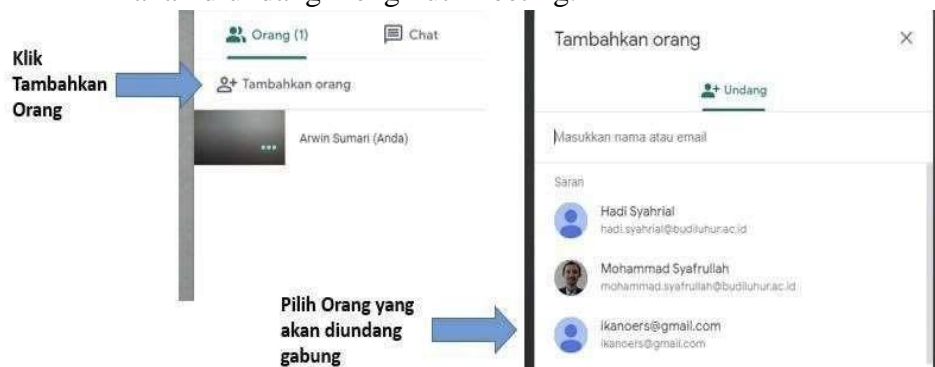 Orang (1)
Chat
Klik
Tambahkan
Orang
Tambahkan orang
Arwin Sumari (Anda)
Pilih Orang yang
akan diundang
gabung
Tambahkan orang
Undang
Masukkan nama atau email
Saran
Hadi Syahrial
hadi.syahrial@budiluhur.ac.id
Mohammad Syafrullah
mohammad.syafrullah@budiluhur.ac.id
ikanoers@gmail.com
ikanoers@gmail.com